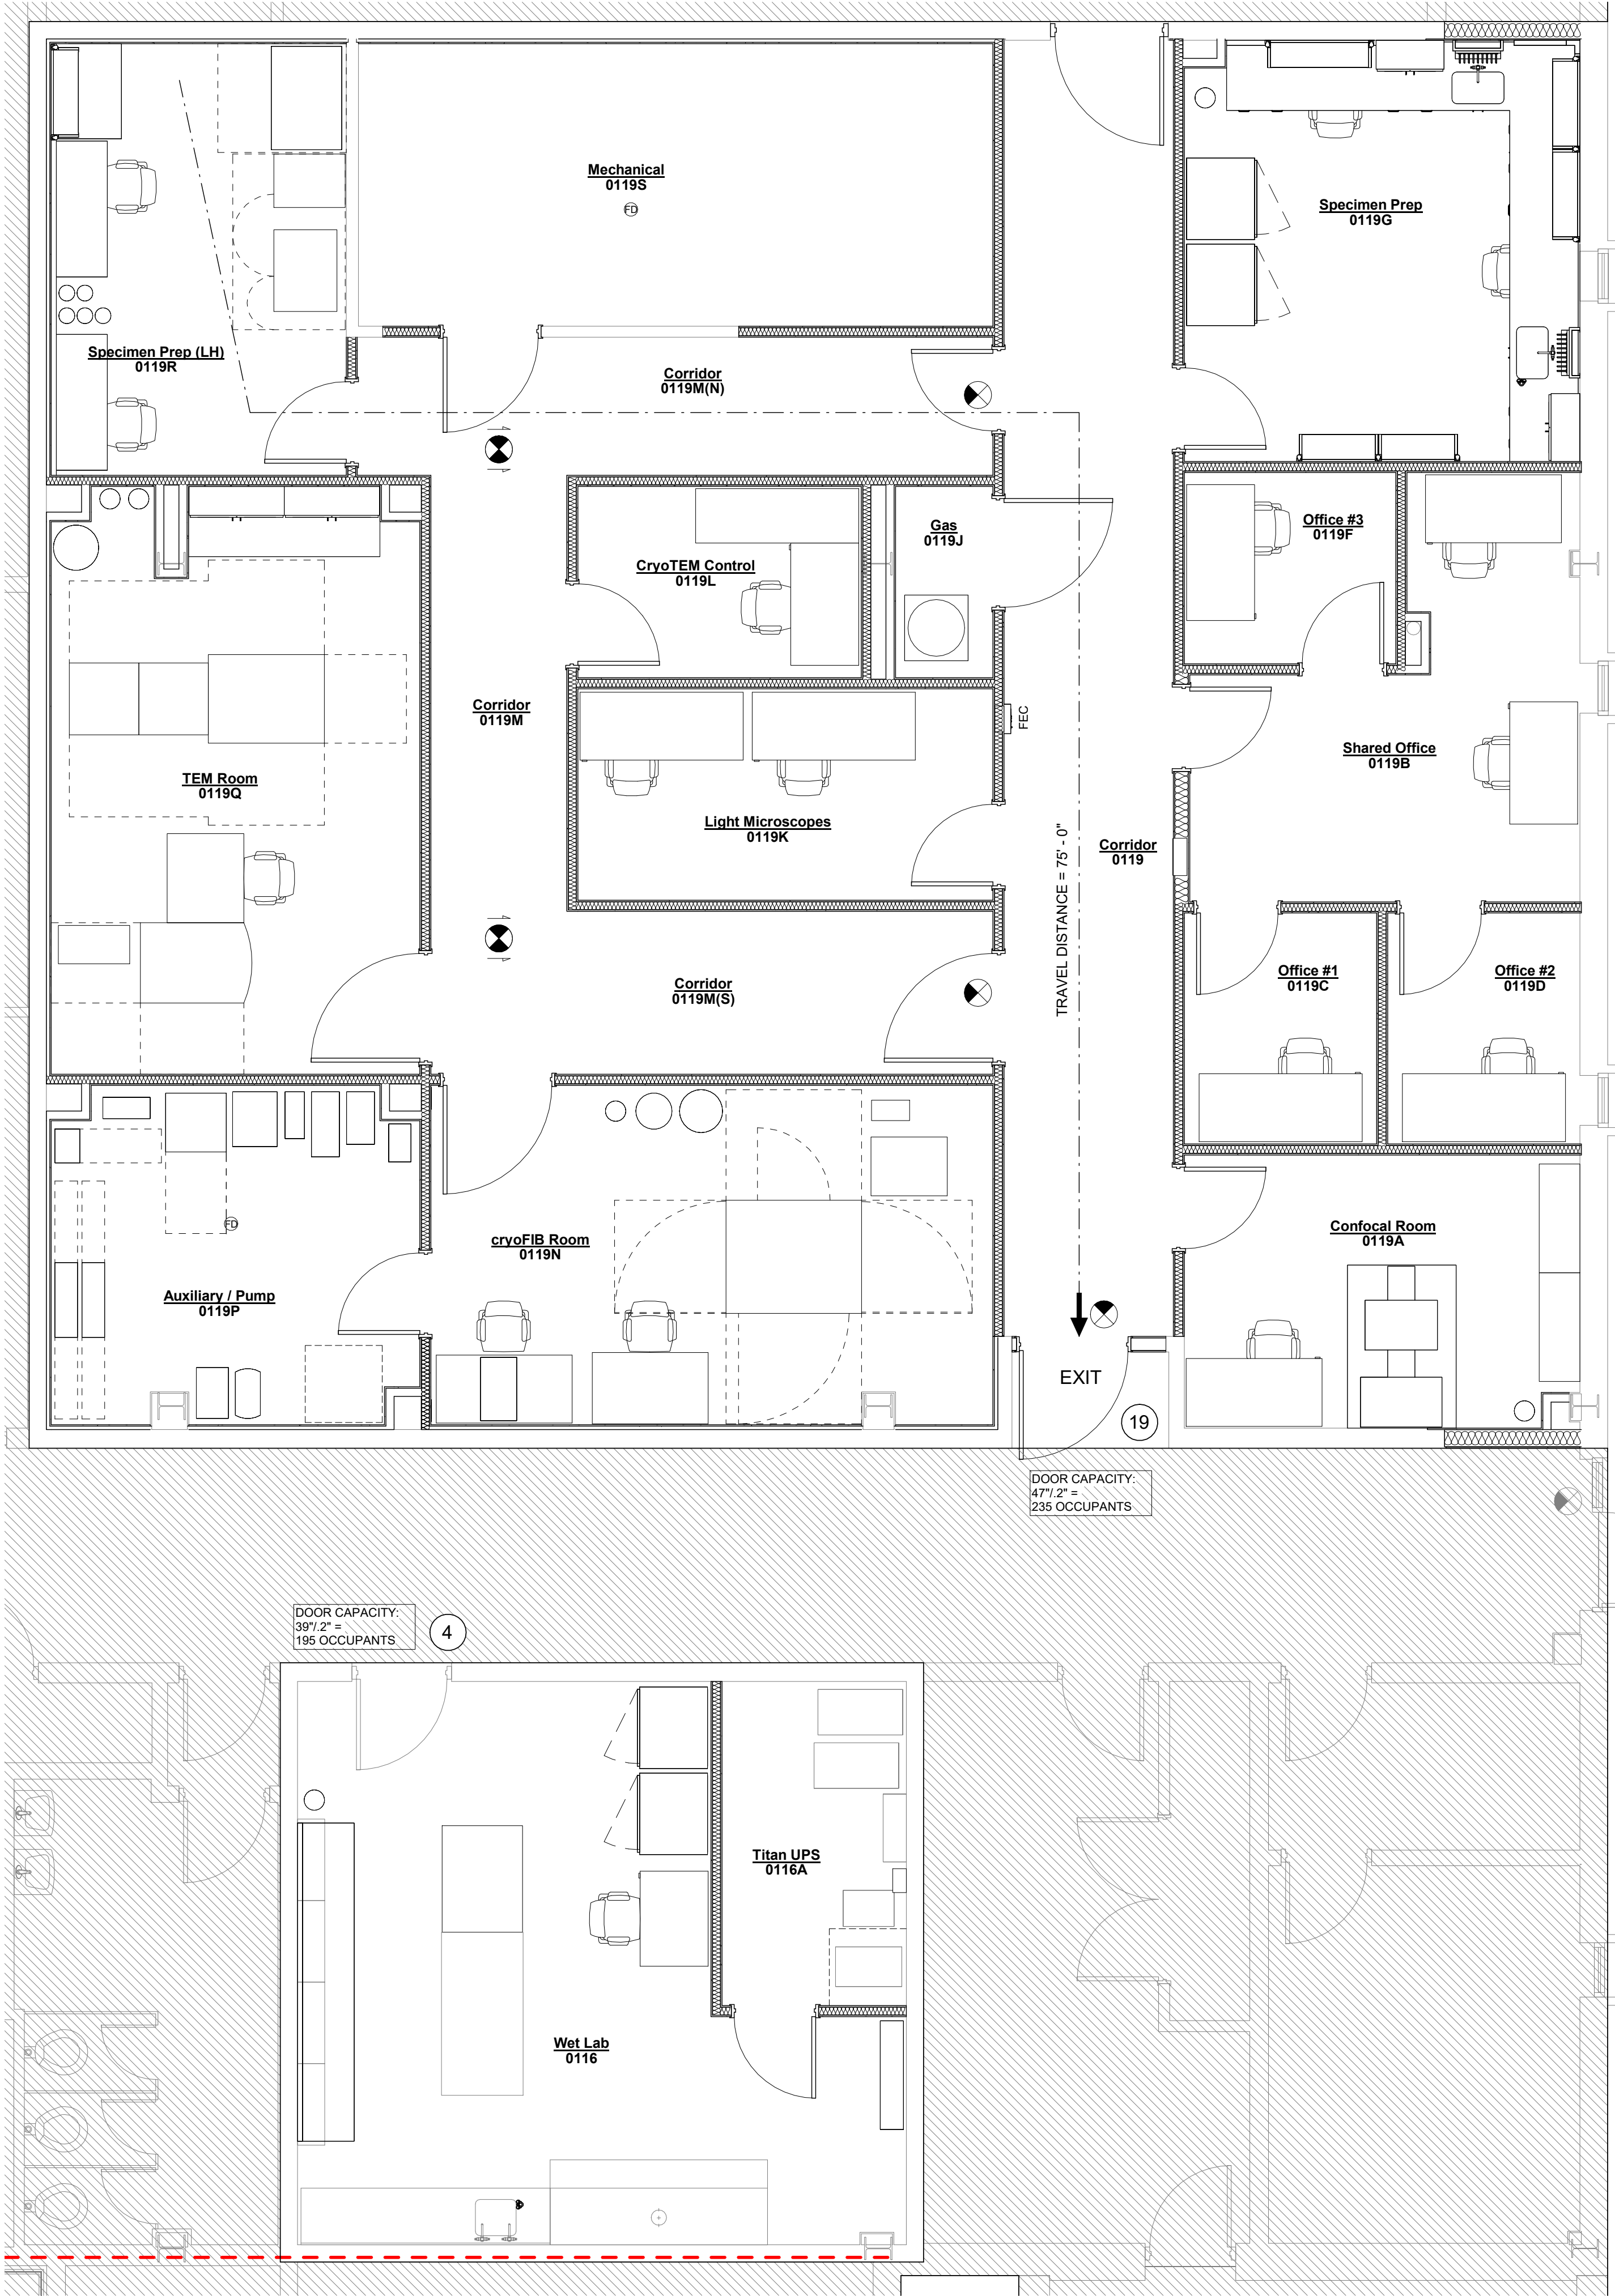 Mechanical
0119S
FD
Specimen Prep
0119G
Specimen Prep (LH)
0119R
Corridor
0119M(N)
Gas
0119J
Office #3
0119F
CryoTEM Control
0119L
Corridor
0119M
FEC
Shared Office
0119B
TEM Room
0119Q
Light Microscopes
0119K
TRAVEL DISTANCE = 75' - 0"
Corridor
0119
Corridor
0119M(S)
Office #1
0119C
Office #2
0119D
FD
cryoFIB Room
0119N
Confocal Room
0119A
Auxiliary / Pump
0119P
EXIT
19
DOOR CAPACITY:
47"/.2" =
235 OCCUPANTS
DOOR CAPACITY:
39"/.2" =
195 OCCUPANTS
4
Titan UPS
0116A
Wet Lab
0116